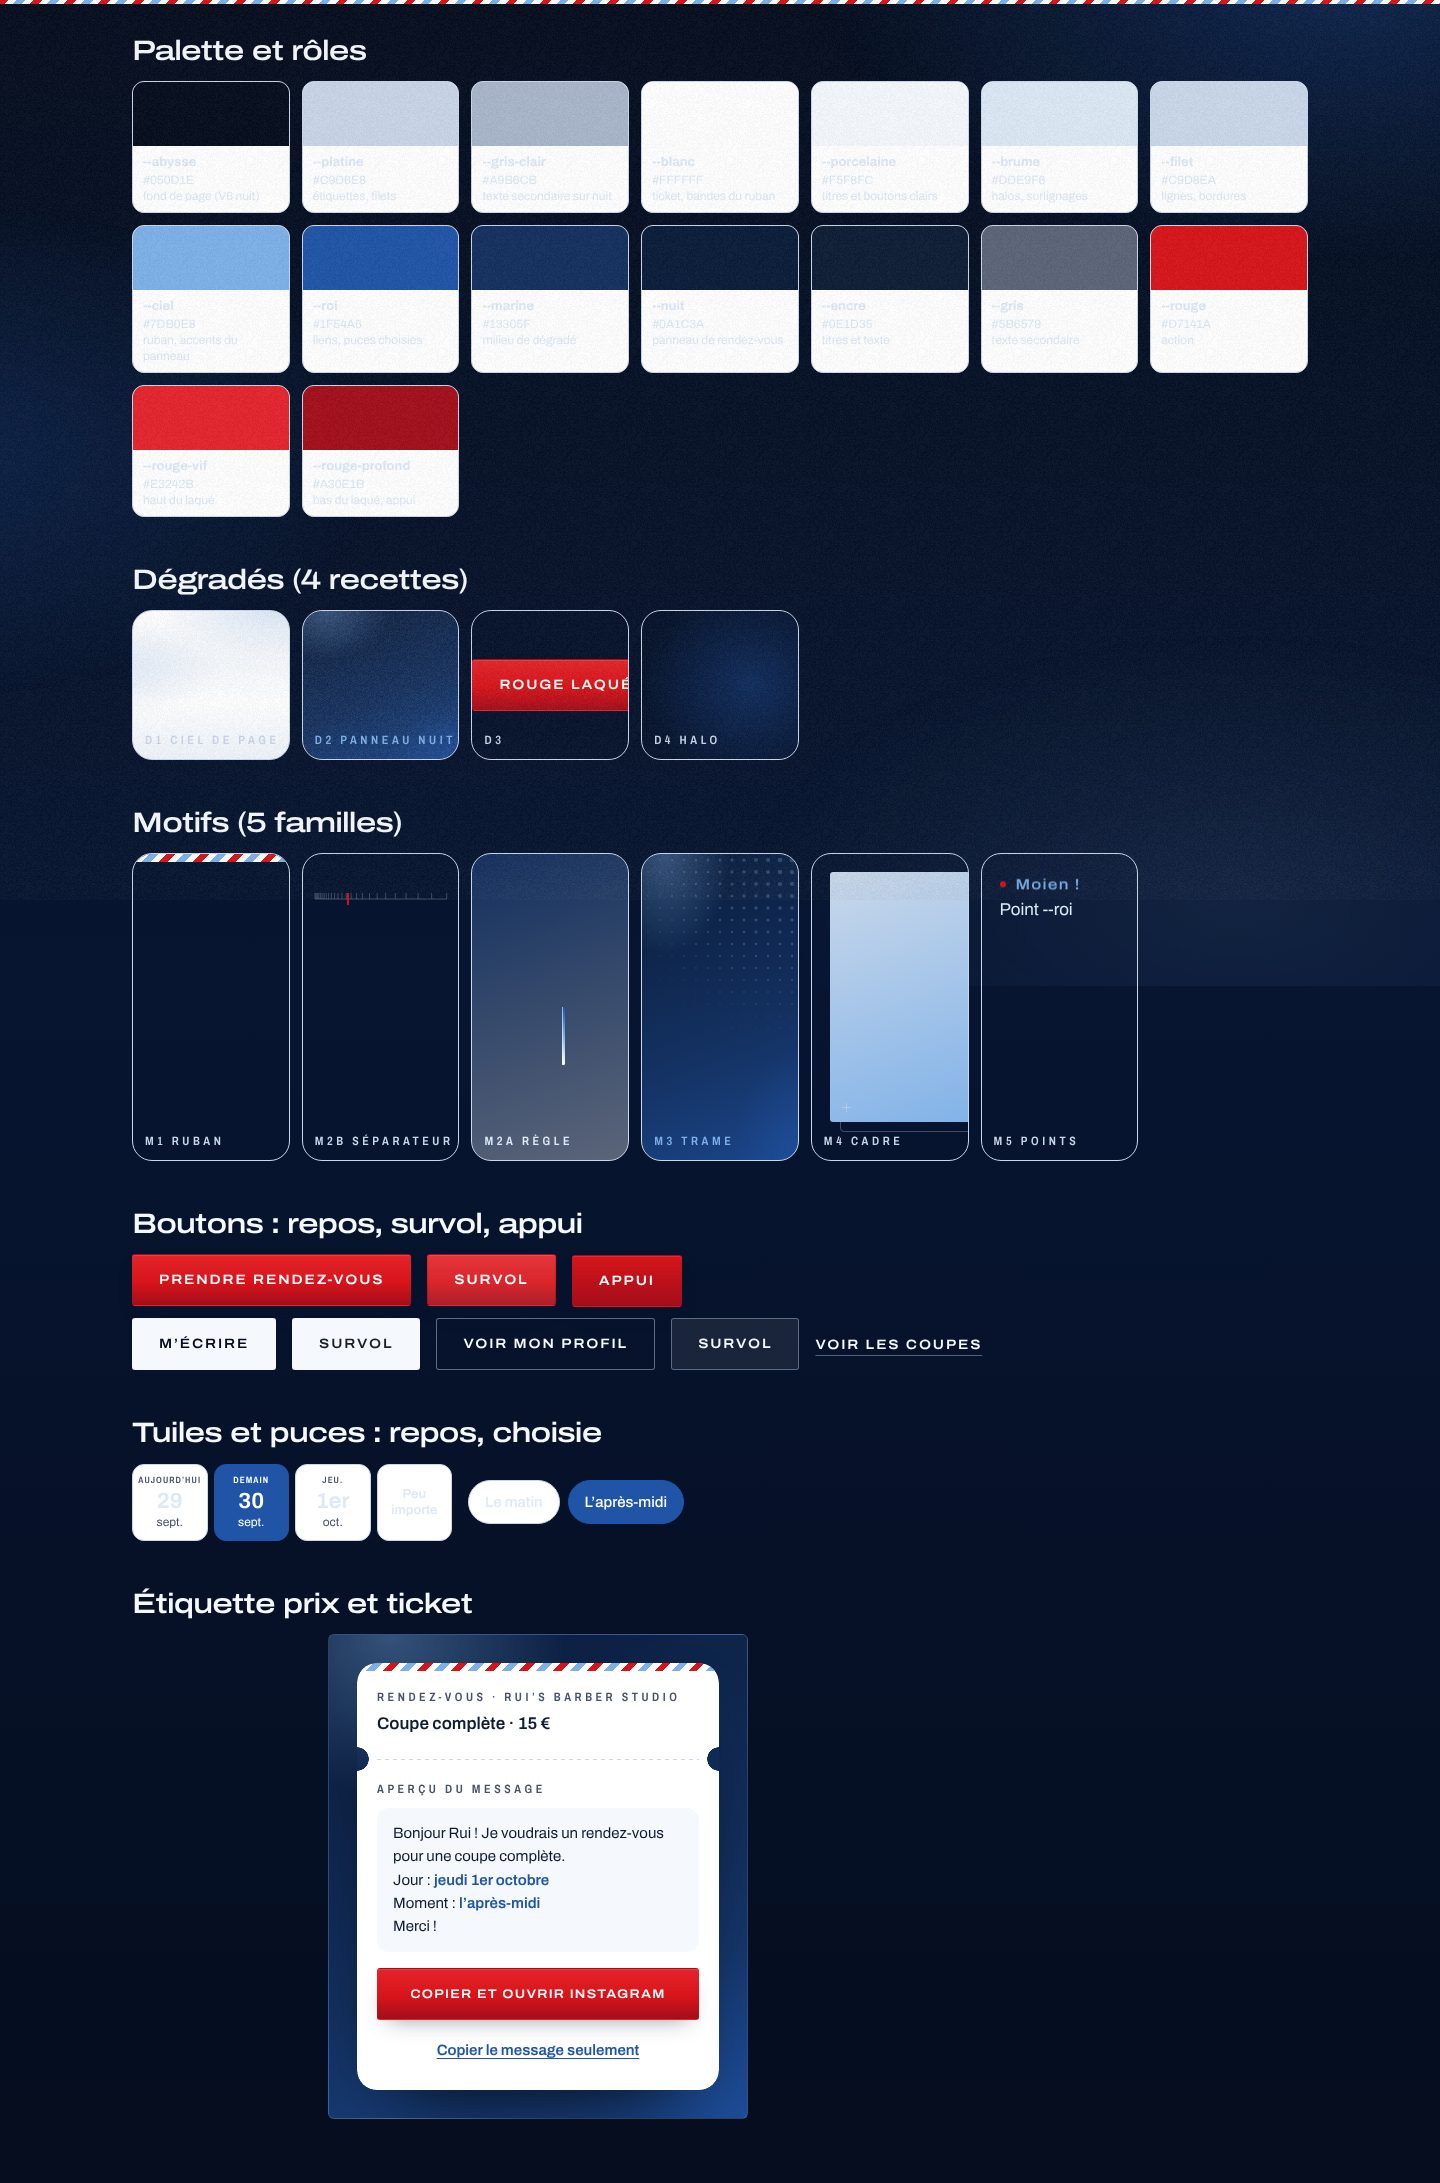 Palette et rôles
--abysse
#050D1E
fond de page (V6 nuit)
--platine
#C9D6E8
étiquettes, filets
--gris-clair
#A9B6CB
texte secondaire sur nuit
--blanc
#FFFFFF
ticket, bandes du ruban
--porcelaine
#F5F8FC
titres et boutons clairs
--brume
#DDE9F6
halos, surlignages
--filet
#C9D8EA
lignes, bordures
--ciel
#7DB0E8
ruban, accents du
panneau
--roi
#1F54A6
liens, puces choisies
--marine
#13305F
milieu de dégradé
--nuit
#0A1C3A
panneau de rendez-vous
--encre
#0E1D35
titres et texte
--gris
#5B6578
texte secondaire
--rouge
#D7141A
action
--rouge-vif
#E3242B
haut du laqué
--rouge-profond
#A30E1B
bas du laqué, appui
Dégradés (4 recettes)
D1 CIEL DE PAGE
D2 PANNEAU NUIT
ROUGE LAQUÉ
D3
D4 HALO
Motifs (5 familles)
M1 RUBAN
M2B SÉPARATEUR
M2A RÈGLE
M3 TRAME
M4 CADRE
Moien !
Point --roi
M5 POINTS
Boutons : repos, survol, appui
PRENDRE RENDEZ-VOUS
SURVOL
APPUI
M’ÉCRIRE
SURVOL
VOIR MON PROFIL
SURVOL
VOIR LES COUPES
Tuiles et puces : repos, choisie
AUJOURD’HUI
29
sept.
DEMAIN
30
sept.
JEU.
1er
oct.
Peu
importe
Le matin
L’après-midi
Étiquette prix et ticket
RENDEZ-VOUS · RUI’S BARBER STUDIO
Coupe complète · 15 €
APERÇU DU MESSAGE
Bonjour Rui ! Je voudrais un rendez-vous
pour une coupe complète.
Jour : jeudi 1er octobre
Moment : l’après-midi
Merci !
COPIER ET OUVRIR INSTAGRAM
Copier le message seulement